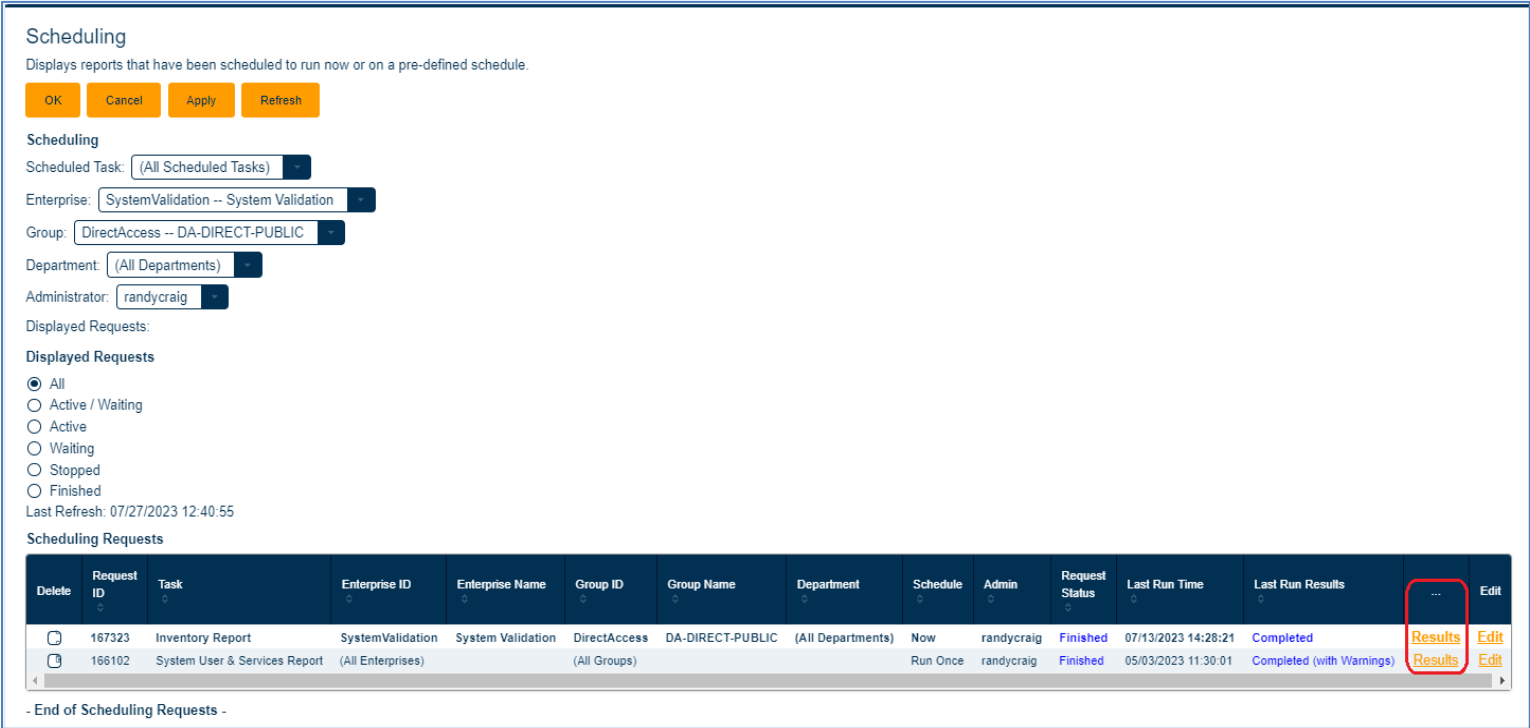 Scheduling
Displays reports that have been scheduled to run now or on a pre-defined schedule.
OK Cancel Apply Refresh
Scheduling
Scheduled Task: (All Scheduled Tasks)
Enterprise: SystemValidation -- System Validation
Group: DirectAccess -- DA-DIRECT-PUBLIC
Department: (All Departments)
Administrator: randycraig
Displayed Requests:
Displayed Requests
All
Active / Waiting
Active
Waiting
Stopped
Finished
Last Refresh: 07/27/2023 12:40:55
Scheduling Requests
Delete Request ID Task Enterprise ID Enterprise Name Group ID Group Name Department Schedule Admin Request Status Last Run Time Last Run Results ... Edit
167323 Inventory Report SystemValidation System Validation DirectAccess DA-DIRECT-PUBLIC (All Departments) Now randycraig Finished 07/13/2023 14:28:21 Completed Results Edit
166102 System User & Services Report (All Enterprises) (All Groups) Run Once randycraig Finished 05/03/2023 11:30:01 Completed (with Warnings) Results Edit
- End of Scheduling Requests -